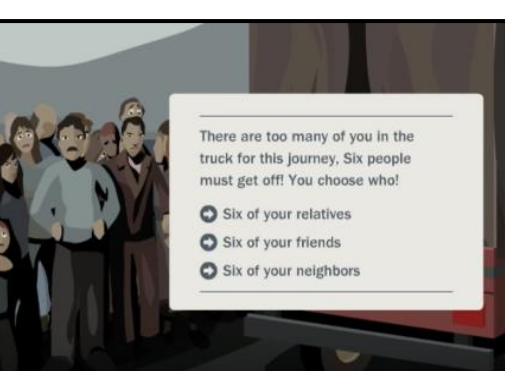 There are too many of you in the
truck for this journey, Six people
must get off! You choose who!
Six of your relatives
Six of your friends
Six of your neighbors